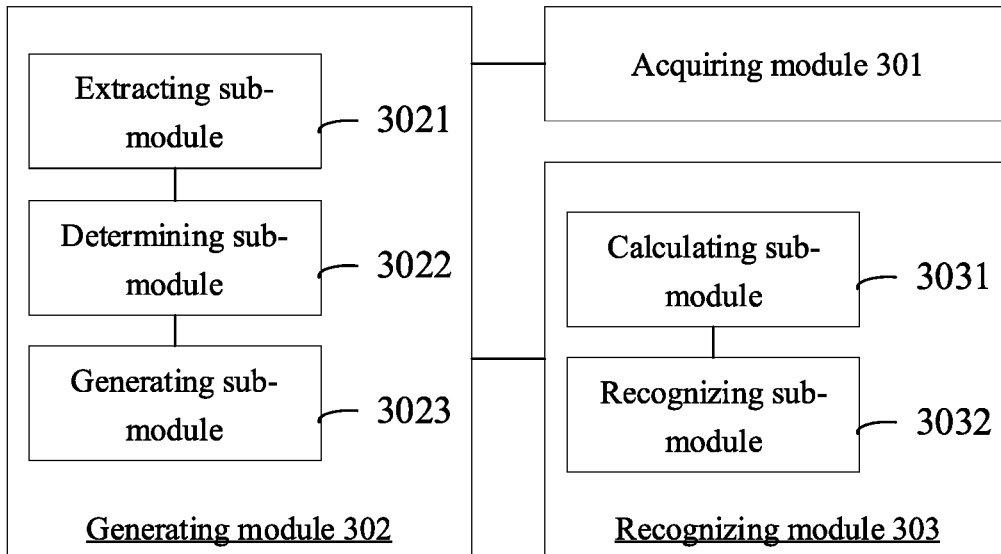 Extracting sub-
module
3021
Determining sub-
module
3022
Generating sub-
module
3023
Generating module 302
Acquiring module 301
Calculating sub-
module
3031
Recognizing sub-
module
3032
Recognizing module 303